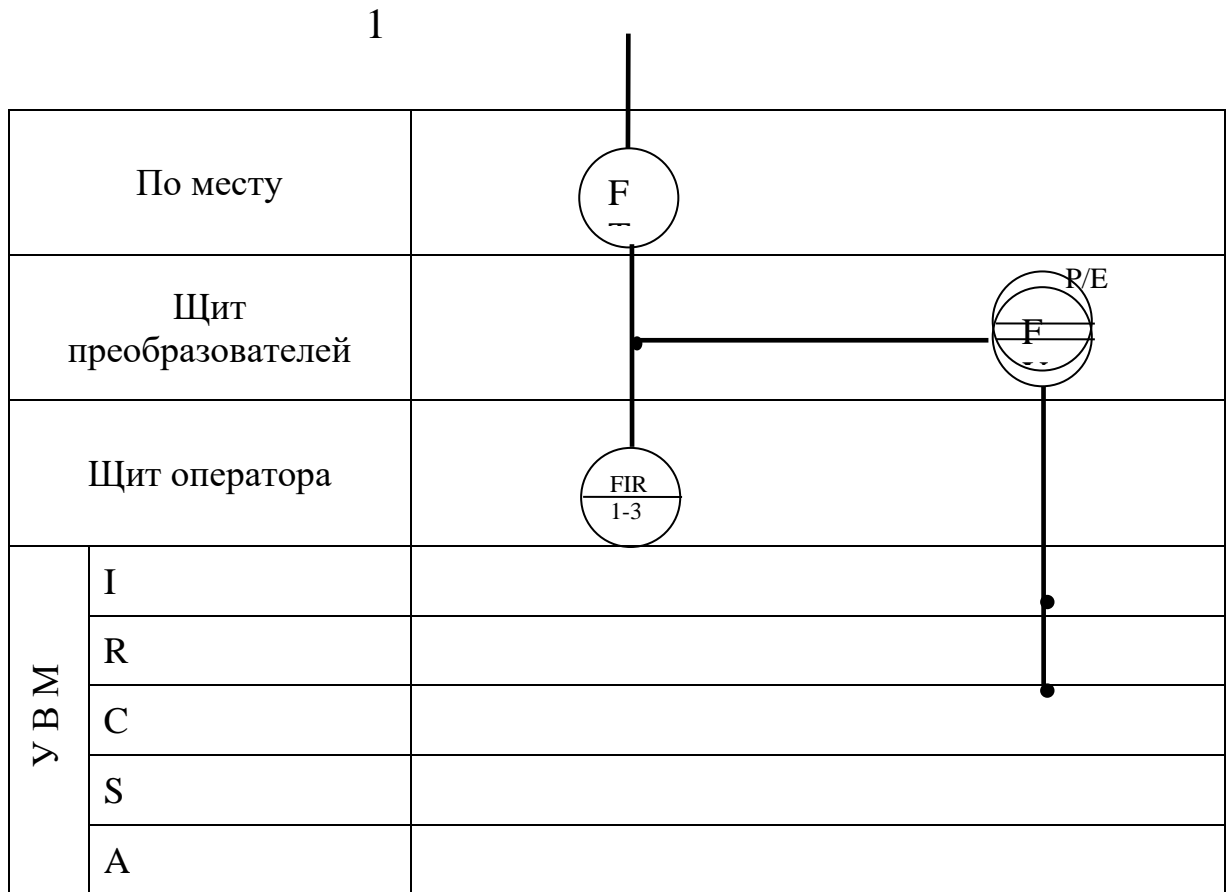 1
По месту
F
Щит
преобразователей
P/E
F
Щит оператора
FIR
1-3
У В М
I
R
C
S
A